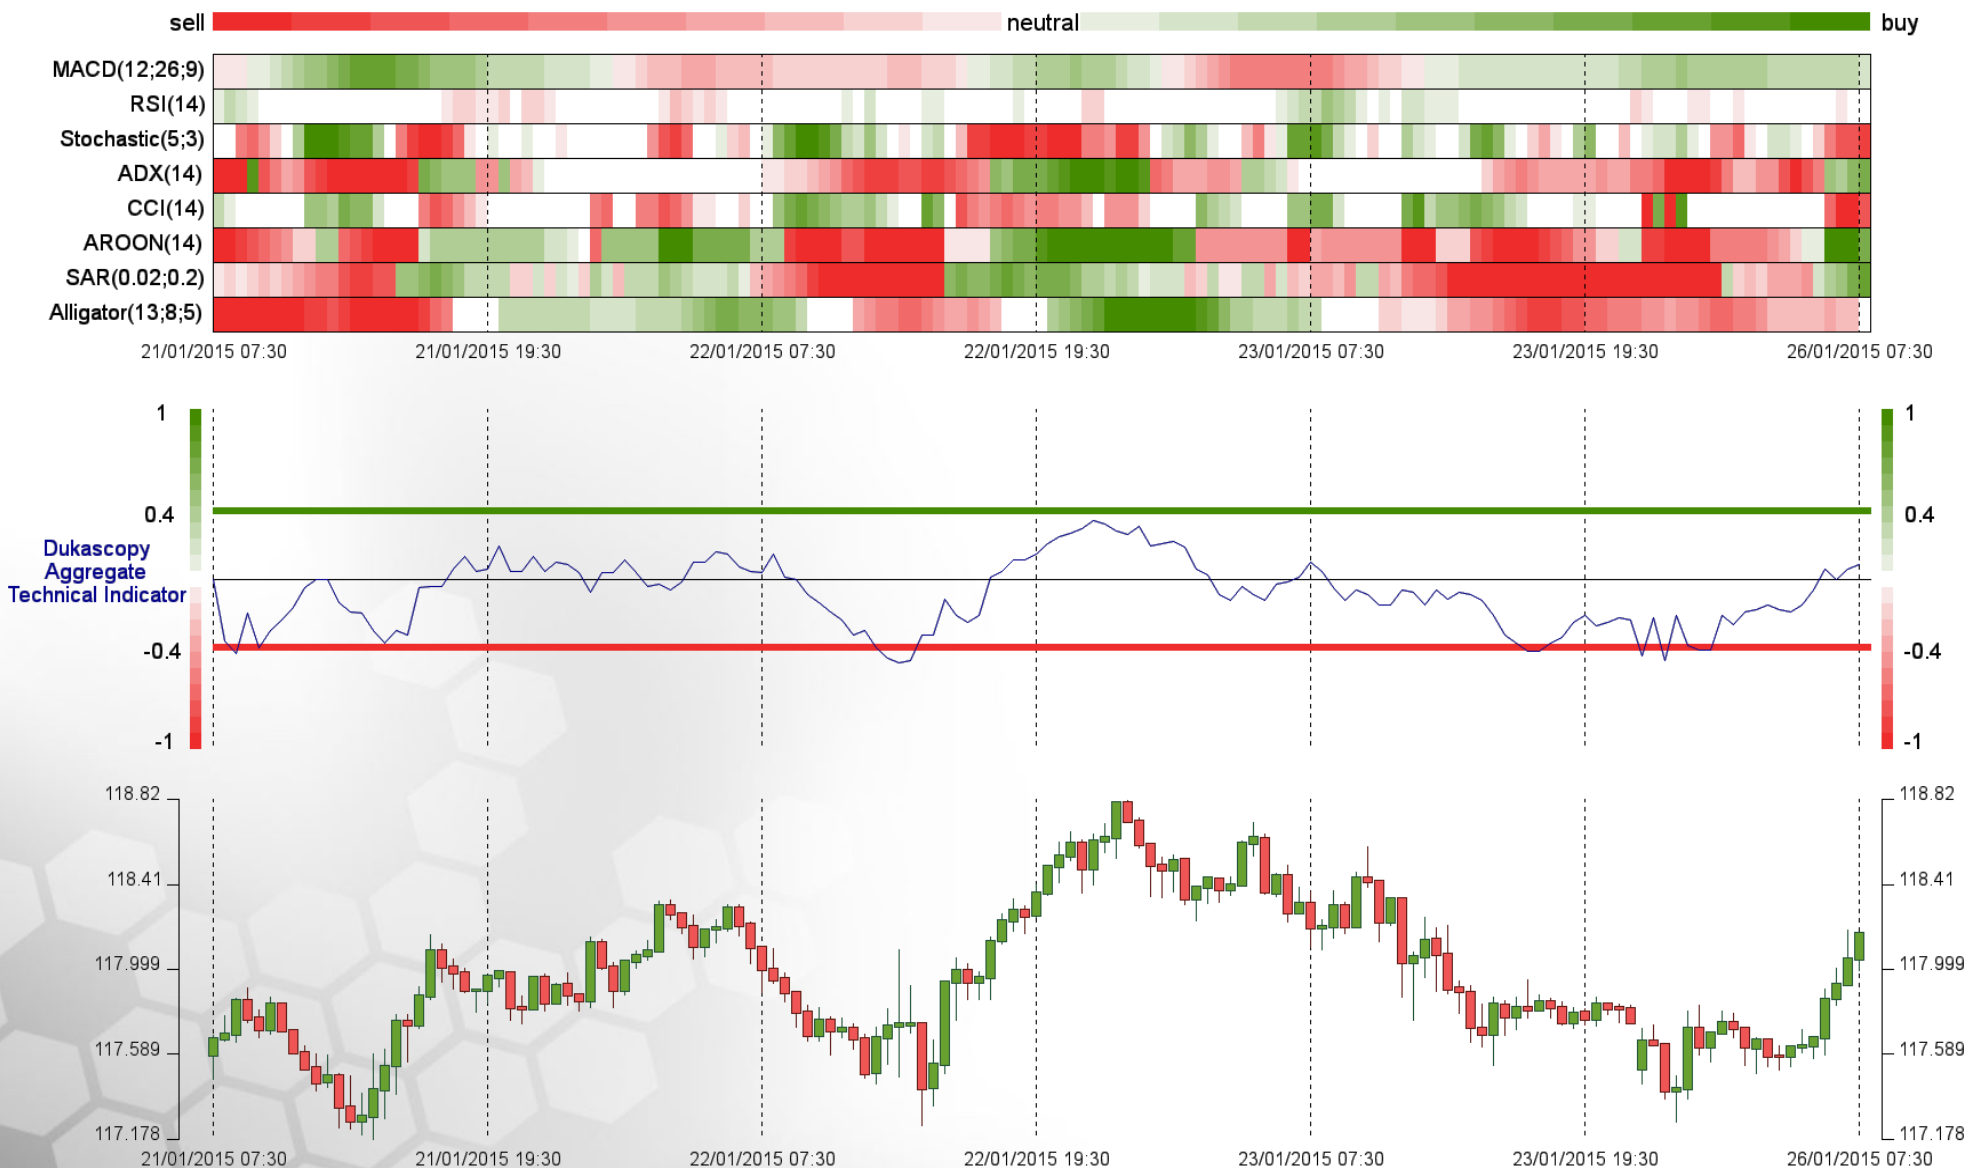 sell neutral buy
MACD(12;26;9)
RSI(14)
Stochastic(5;3)
ADX(14)
CCI(14)
AROON(14)
SAR(0.02;0.2)
Alligator(13;8;5)
21/01/2015 07:30 21/01/2015 19:30 22/01/2015 07:30 22/01/2015 19:30 23/01/2015 07:30 23/01/2015 19:30 26/01/2015 07:30
1 1
0.4 0.4
Dukascopy
Aggregate
Technical Indicator
-0.4 -0.4
-1 -1
118.82 118.82
118.41 118.41
117.999 117.999
117.589 117.589
117.178 117.178
21/01/2015 07:30 21/01/2015 19:30 22/01/2015 07:30 22/01/2015 19:30 23/01/2015 07:30 23/01/2015 19:30 26/01/2015 07:30